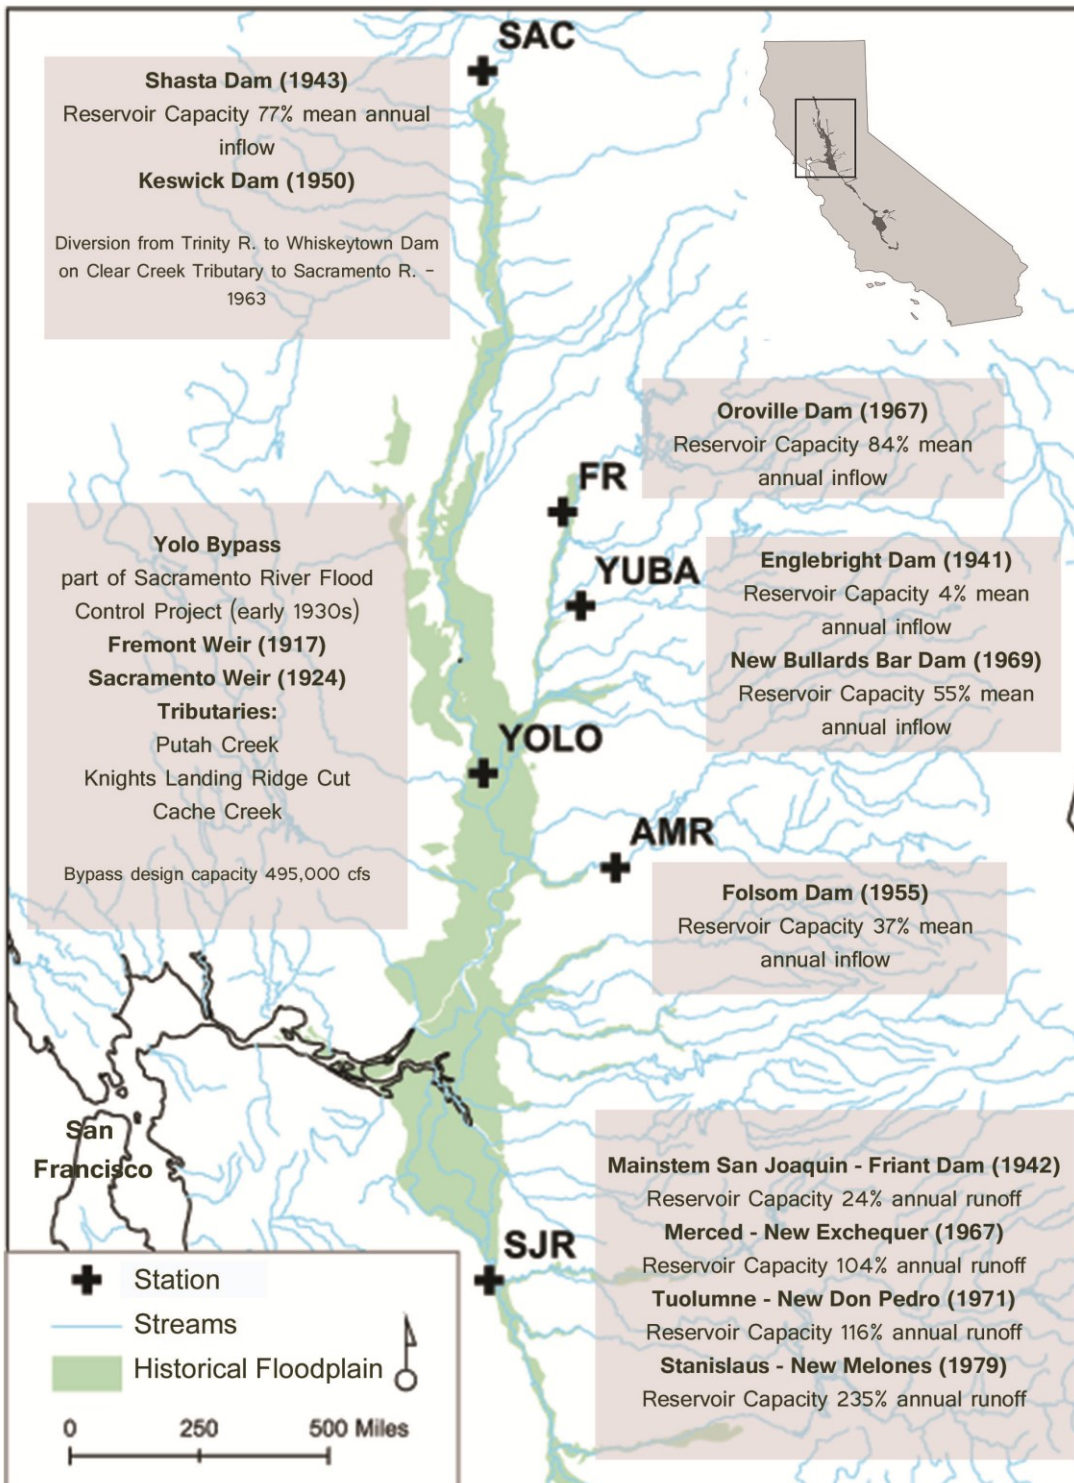 SAC
Shasta Dam (1943)
Reservoir Capacity 77% mean annual
inflow
Keswick Dam (1950)
Diversion from Trinity R. to Whiskeytown Dam
on Clear Creek Tributary to Sacramento R. -
1963
Oroville Dam (1967)
Reservoir Capacity 84% mean
annual inflow
FR
Yolo Bypass
part of Sacramento River Flood
Control Project (early 1930s)
Fremont Weir (1917)
Sacramento Weir (1924)
Tributaries:
Putah Creek
Knights Landing Ridge Cut
Cache Creek
Bypass design capacity 495,000 cfs
YUBA
Englebright Dam (1941)
Reservoir Capacity 4% mean
annual inflow
New Bullards Bar Dam (1969)
Reservoir Capacity 55% mean
annual inflow
YOLO
AMR
Folsom Dam (1955)
Reservoir Capacity 37% mean
annual inflow
San
Francisco
Mainstem San Joaquin - Friant Dam (1942)
Reservoir Capacity 24% annual runoff
Merced - New Exchequer (1967)
Reservoir Capacity 104% annual runoff
Tuolumne - New Don Pedro (1971)
Reservoir Capacity 116% annual runoff
Stanislaus - New Melones (1979)
Reservoir Capacity 235% annual runoff
SJR
Station
Streams
Historical Floodplain
0 250 500 Miles